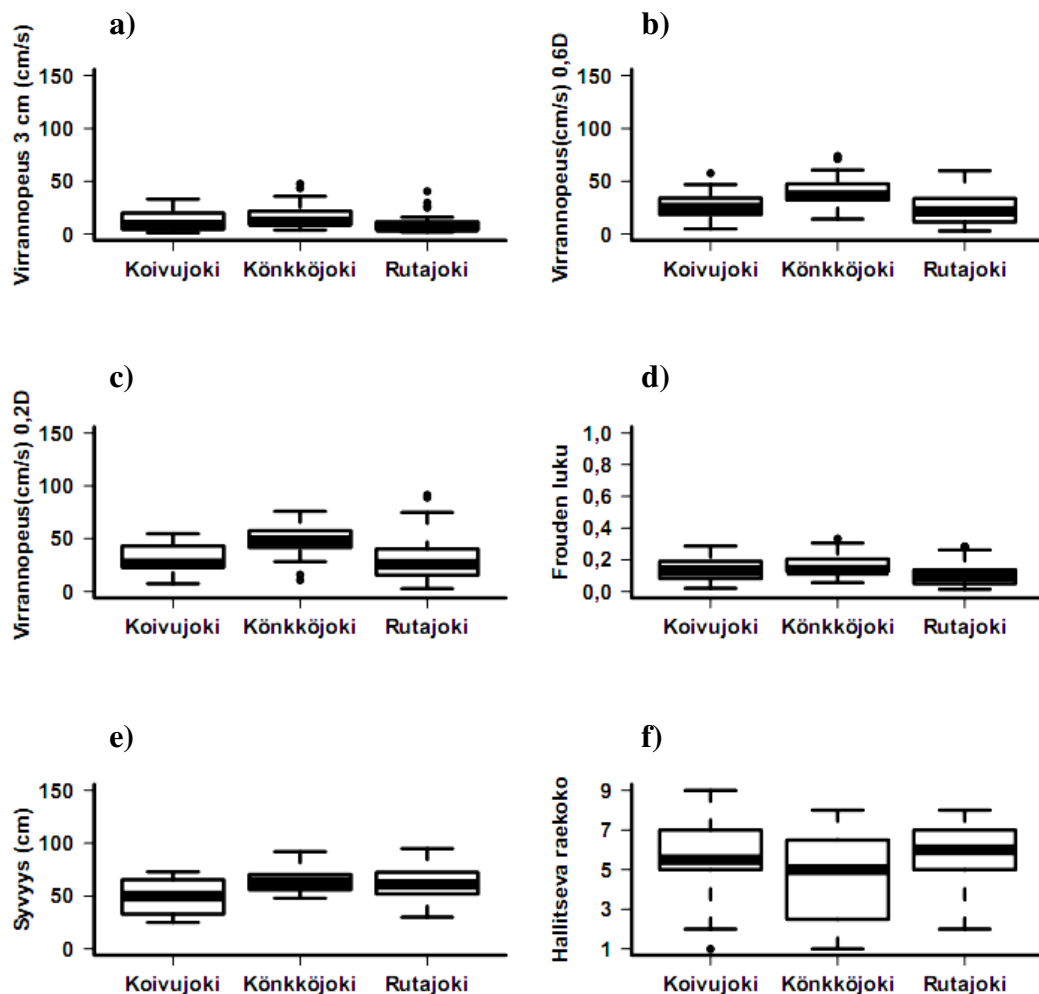 a)
Virrannopeus 3 cm (cm/s)
150
100
50
0
Koivujoki Könkköjoki Rutajoki
b)
Virrannopeus(cm/s) 0,6D
150
100
50
0
Koivujoki Könkköjoki Rutajoki
c)
Virrannopeus(cm/s) 0,2D
150
100
50
0
Koivujoki Könkköjoki Rutajoki
d)
Frouden luku
1,0
0,8
0,6
0,4
0,2
0,0
Koivujoki Könkköjoki Rutajoki
e)
Syvyys (cm)
150
100
50
0
Koivujoki Könkköjoki Rutajoki
f)
Hallitseva raekoko
9
7
5
3
1
Koivujoki Könkköjoki Rutajoki